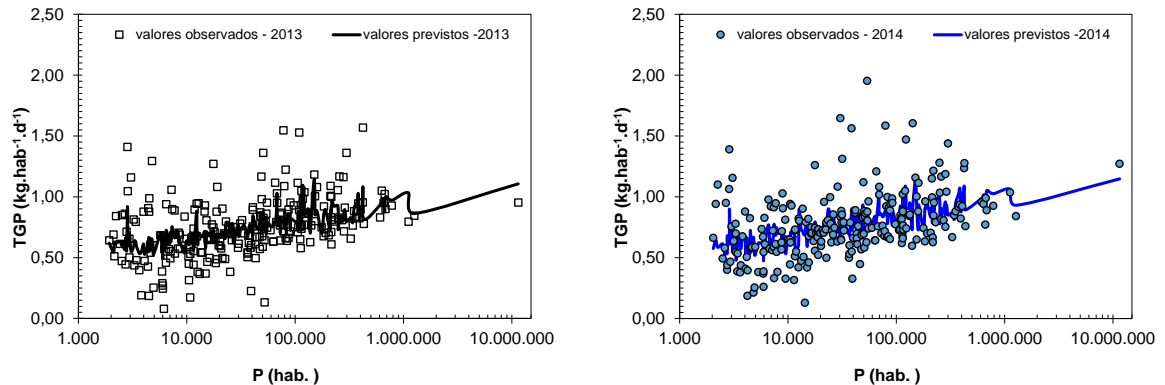 2,50
2,00
1,50
1,00
0,50
0,00
TGP (kg.hab⁻¹.d⁻¹)
valores observados - 2013
valores previstos -2013
1.000
10.000
100.000
1.000.000
10.000.000
P (hab. )
2,50
2,00
1,50
1,00
0,50
0,00
TGP (kg.hab⁻¹.d⁻¹)
valores observados - 2014
valores previstos -2014
1.000
10.000
100.000
1.000.000
10.000.000
P (hab. )